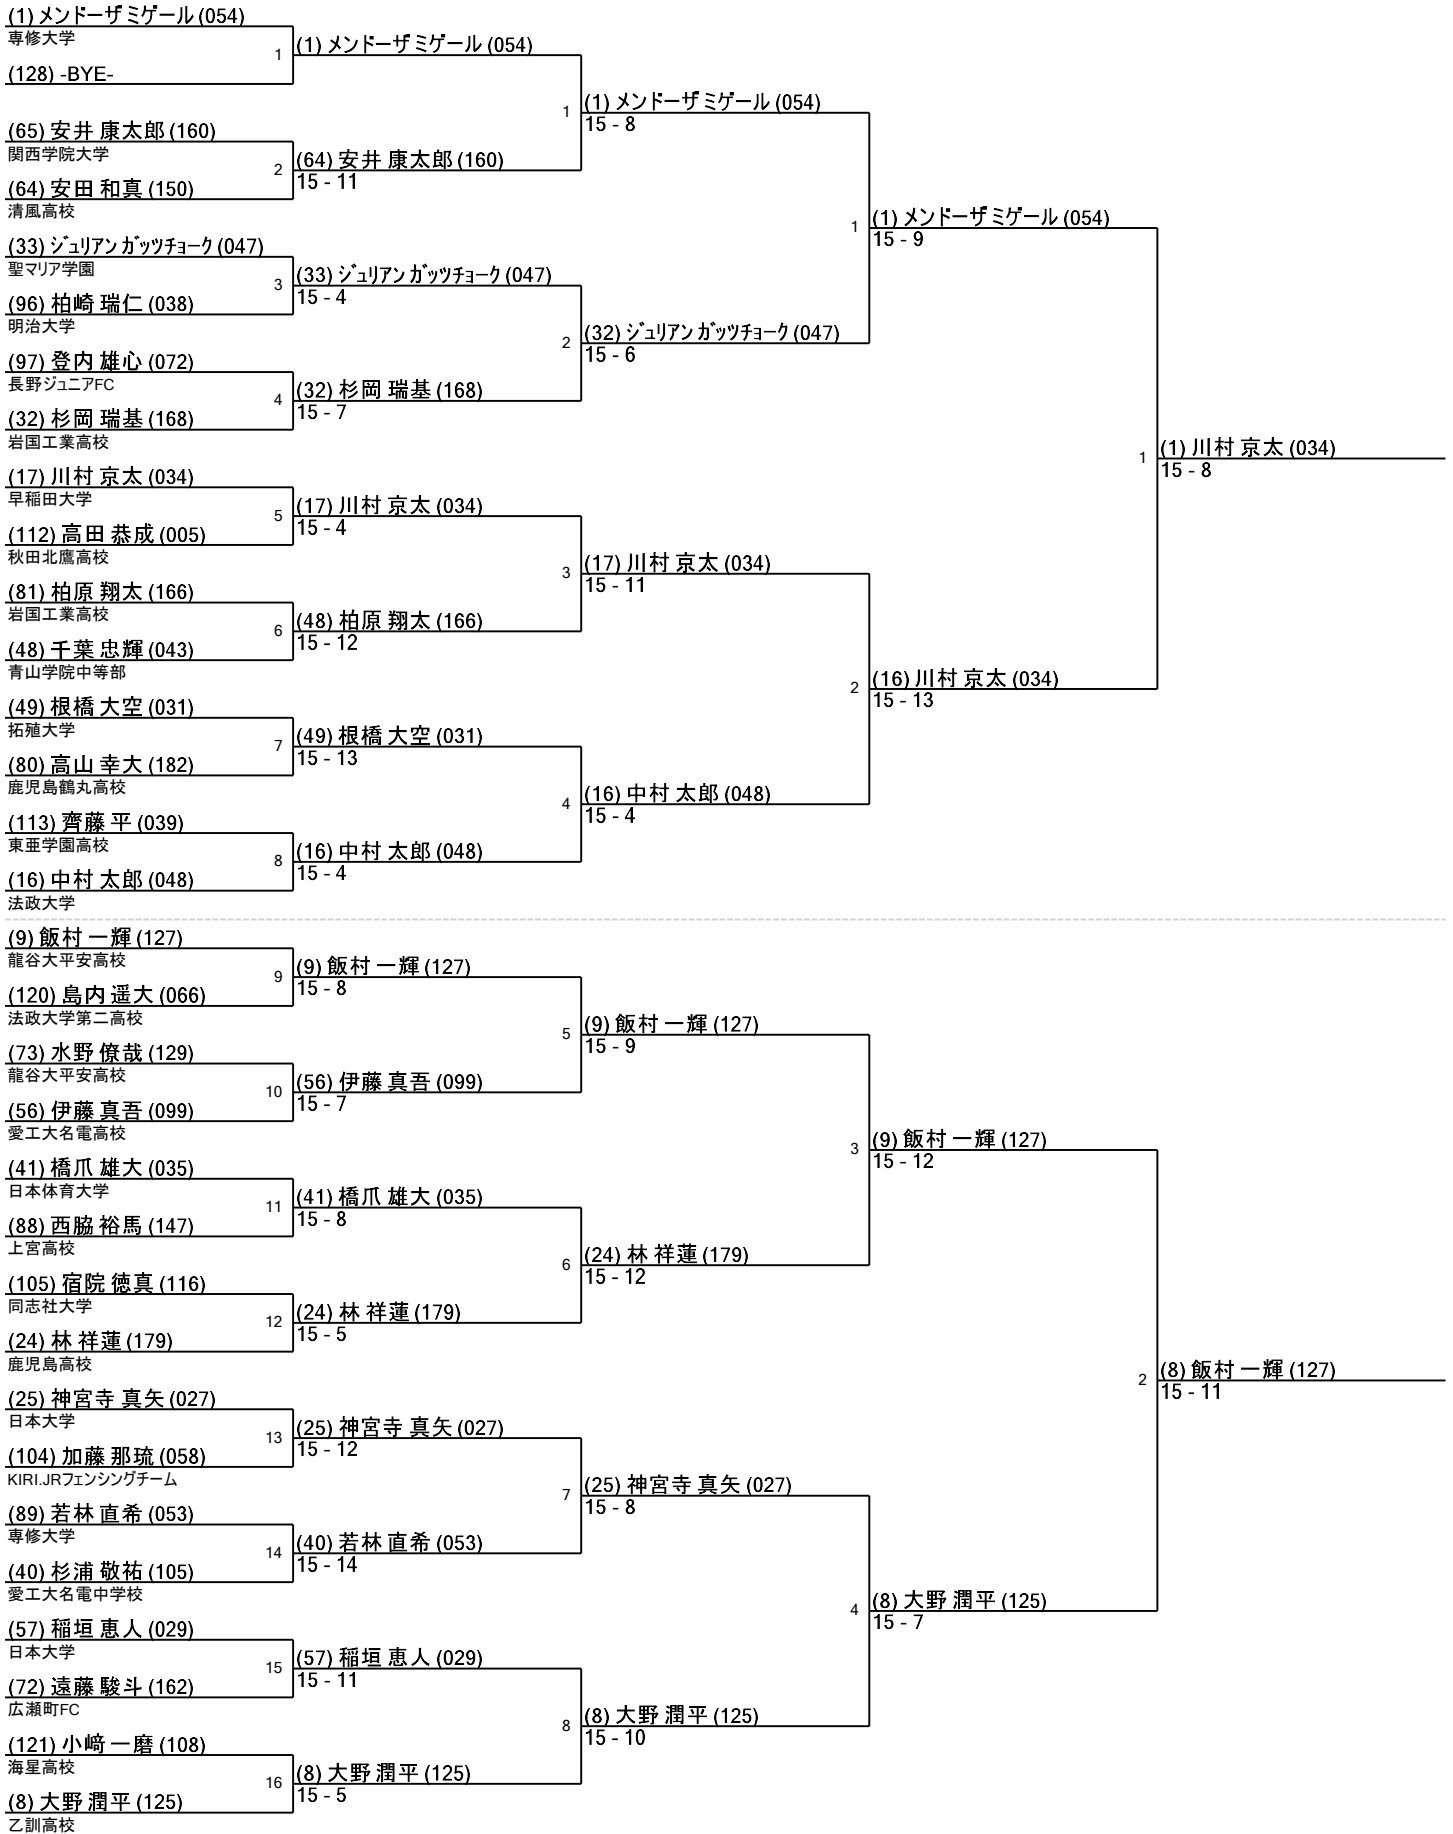 (1) メンドーザ ミゲール (054)
専修大学
1
(128) -BYE-
(65) 安井 康太郎 (160)
関西学院大学
2
(64) 安田 和真 (150)
清風高校
(33) ｼﾞｭﾘｱﾝ ｶﾞｯﾂﾁｮｰｸ (047)
聖マリア学園
3
(96) 柏崎 瑞仁 (038)
明治大学
(97) 登内 雄心 (072)
長野ジュニアFC
4
(32) 杉岡 瑞基 (168)
岩国工業高校
(17) 川村 京太 (034)
早稲田大学
5
(112) 高田 恭成 (005)
秋田北鷹高校
(81) 柏原 翔太 (166)
岩国工業高校
6
(48) 千葉 忠輝 (043)
青山学院中等部
(49) 根橋 大空 (031)
拓殖大学
7
(80) 高山 幸大 (182)
鹿児島鶴丸高校
(113) 齊藤 平 (039)
東亜学園高校
8
(16) 中村 太郎 (048)
法政大学
(1) メンドーザ ミゲール (054)
1
(64) 安井 康太郎 (160)
15 - 11
(33) ｼﾞｭﾘｱﾝ ｶﾞｯﾂﾁｮｰｸ (047)
15 - 4
2
(32) 杉岡 瑞基 (168)
15 - 7
(17) 川村 京太 (034)
15 - 4
3
(48) 柏原 翔太 (166)
15 - 12
(49) 根橋 大空 (031)
15 - 13
4
(16) 中村 太郎 (048)
15 - 4
(1) メンドーザ ミゲール (054)
15 - 8
1
(32) ｼﾞｭﾘｱﾝ ｶﾞｯﾂﾁｮｰｸ (047)
15 - 6
(17) 川村 京太 (034)
15 - 11
2
(16) 中村 太郎 (048)
15 - 4
(1) メンドーザ ミゲール (054)
15 - 9
1
(16) 川村 京太 (034)
15 - 13
(1) 川村 京太 (034)
15 - 8
(9) 飯村 一輝 (127)
龍谷大平安高校
9
(120) 島内 遥大 (066)
法政大学第二高校
(73) 水野 僚哉 (129)
龍谷大平安高校
10
(56) 伊藤 真吾 (099)
愛工大名電高校
(41) 橋爪 雄大 (035)
日本体育大学
11
(88) 西脇 裕馬 (147)
上宮高校
(105) 宿院 徳真 (116)
同志社大学
12
(24) 林 祥蓮 (179)
鹿児島高校
(25) 神宮寺 真矢 (027)
日本大学
13
(104) 加藤 那琉 (058)
KIRI.JRフェンシングチーム
(89) 若林 直希 (053)
専修大学
14
(40) 杉浦 敬祐 (105)
愛工大名電中学校
(57) 稲垣 恵人 (029)
日本大学
15
(72) 遠藤 駿斗 (162)
広瀬町FC
(121) 小﨑 一磨 (108)
海星高校
16
(8) 大野 潤平 (125)
乙訓高校
(9) 飯村 一輝 (127)
15 - 8
5
(56) 伊藤 真吾 (099)
15 - 7
(41) 橋爪 雄大 (035)
15 - 8
6
(24) 林 祥蓮 (179)
15 - 5
(25) 神宮寺 真矢 (027)
15 - 12
7
(40) 若林 直希 (053)
15 - 14
(57) 稲垣 恵人 (029)
15 - 11
8
(8) 大野 潤平 (125)
15 - 5
(9) 飯村 一輝 (127)
15 - 9
3
(24) 林 祥蓮 (179)
15 - 12
(25) 神宮寺 真矢 (027)
15 - 8
4
(8) 大野 潤平 (125)
15 - 10
(9) 飯村 一輝 (127)
15 - 12
2
(8) 大野 潤平 (125)
15 - 7
(8) 飯村 一輝 (127)
15 - 11